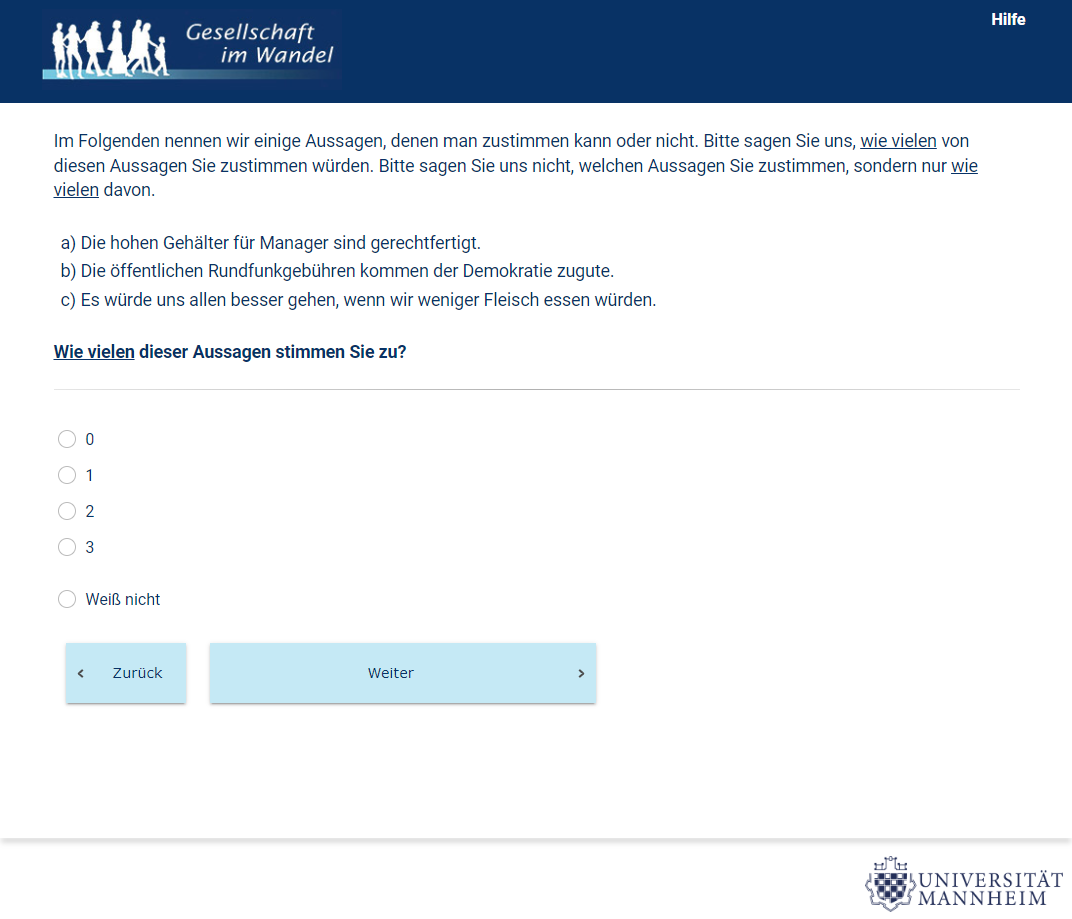 Gesellschaft
im Wandel
Hilfe
Im Folgenden nennen wir einige Aussagen, denen man zustimmen kann oder nicht. Bitte sagen Sie uns, wie vielen von
diesen Aussagen Sie zustimmen würden. Bitte sagen Sie uns nicht, welchen Aussagen Sie zustimmen, sondern nur wie
vielen davon.
a) Die hohen Gehälter für Manager sind gerechtfertigt.
b) Die öffentlichen Rundfunkgebühren kommen der Demokratie zugute.
c) Es würde uns allen besser gehen, wenn wir weniger Fleisch essen würden.
Wie vielen dieser Aussagen stimmen Sie zu?
0
1
2
3
Weiß nicht
Zurück
Weiter
UNIVERSITÄT
MANNHEIM